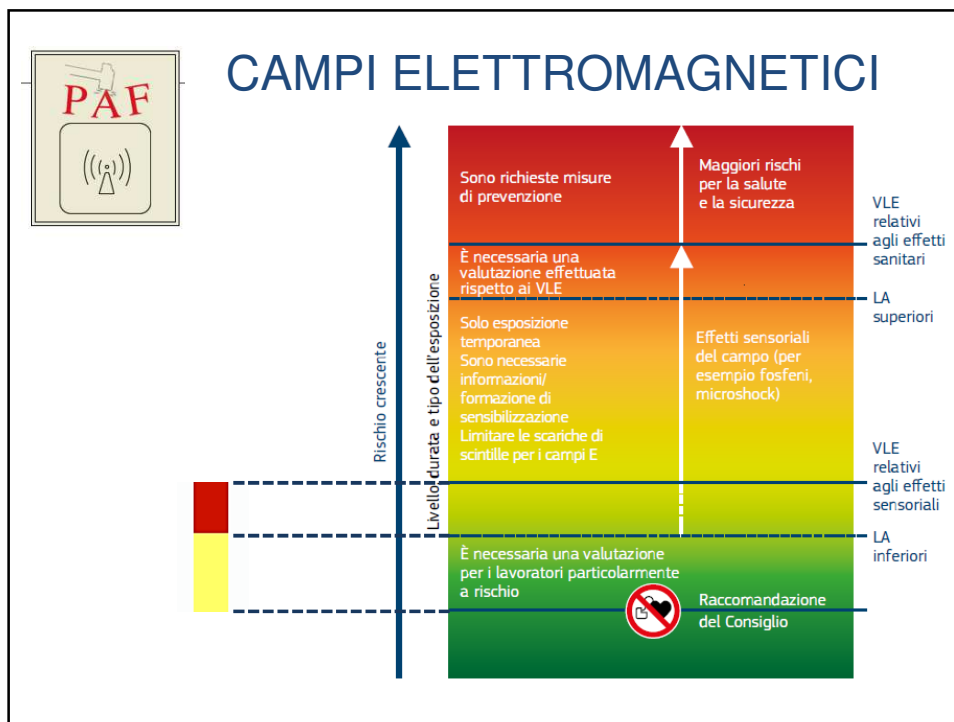 PAF
CAMPI ELETTROMAGNETICI
Rischio crescente
Livello, durata e tipo dell'esposizione
Sono richieste misure
di prevenzione
Maggiori rischi
per la salute
e la sicurezza
VLE
relativi
agli effetti
sanitari
È necessaria una
valutazione effettuata
rispetto ai VLE
LA
superiori
Solo esposizione
temporanea
Sono necessarie
informazioni/
formazione di
sensibilizzazione
Limitare le scariche di
scintille per i campi E
Effetti sensoriali
del campo (per
esempio fosfeni,
microshock)
VLE
relativi
agli effetti
sensoriali
LA
inferiori
È necessaria una valutazione
per i lavoratori particolarmente
a rischio
Raccomandazione
del Consiglio